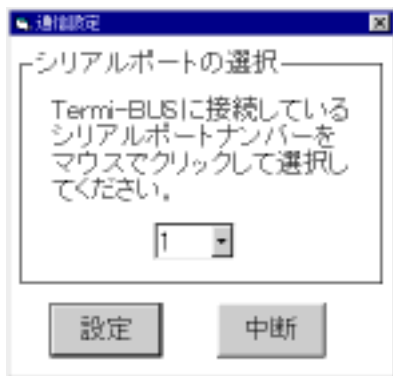 通信設定
シリアルポートの選択
Termi-BUSに接続している
シリアルポートナンバーを
マウスでクリックして選択し
てください。
1
設定
中断